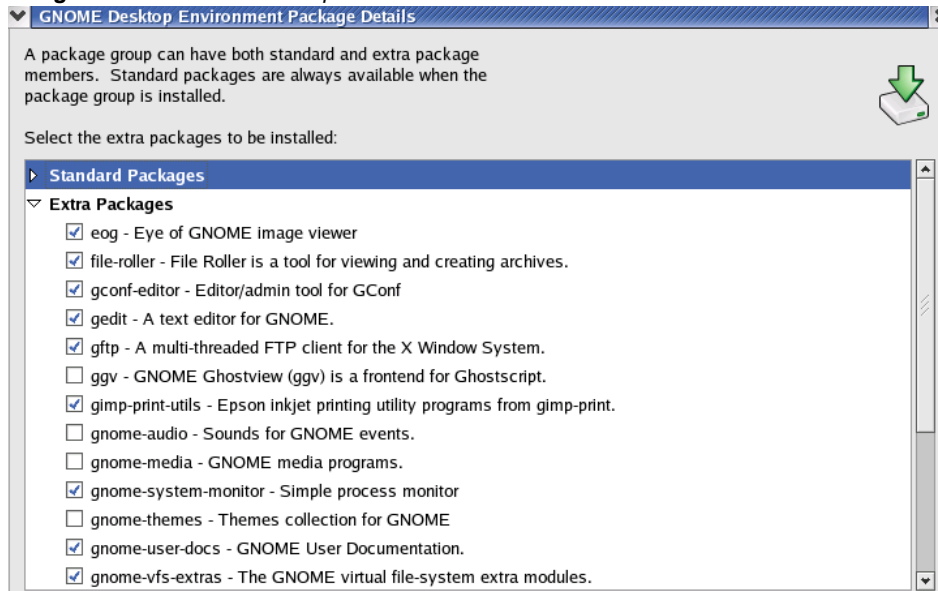 GNOME Desktop Environment Package Details
A package group can have both standard and extra package
members. Standard packages are always available when the
package group is installed.
Select the extra packages to be installed:
Standard Packages
Extra Packages
eog - Eye of GNOME image viewer
file-roller - File Roller is a tool for viewing and creating archives.
gconf-editor - Editor/admin tool for GConf
gedit - A text editor for GNOME.
gftp - A multi-threaded FTP client for the X Window System.
ggv - GNOME Ghostview (ggv) is a frontend for Ghostscript.
gimp-print-utils - Epson inkjet printing utility programs from gimp-print.
gnome-audio - Sounds for GNOME events.
gnome-media - GNOME media programs.
gnome-system-monitor - Simple process monitor
gnome-themes - Themes collection for GNOME
gnome-user-docs - GNOME User Documentation.
gnome-vfs-extras - The GNOME virtual file-system extra modules.